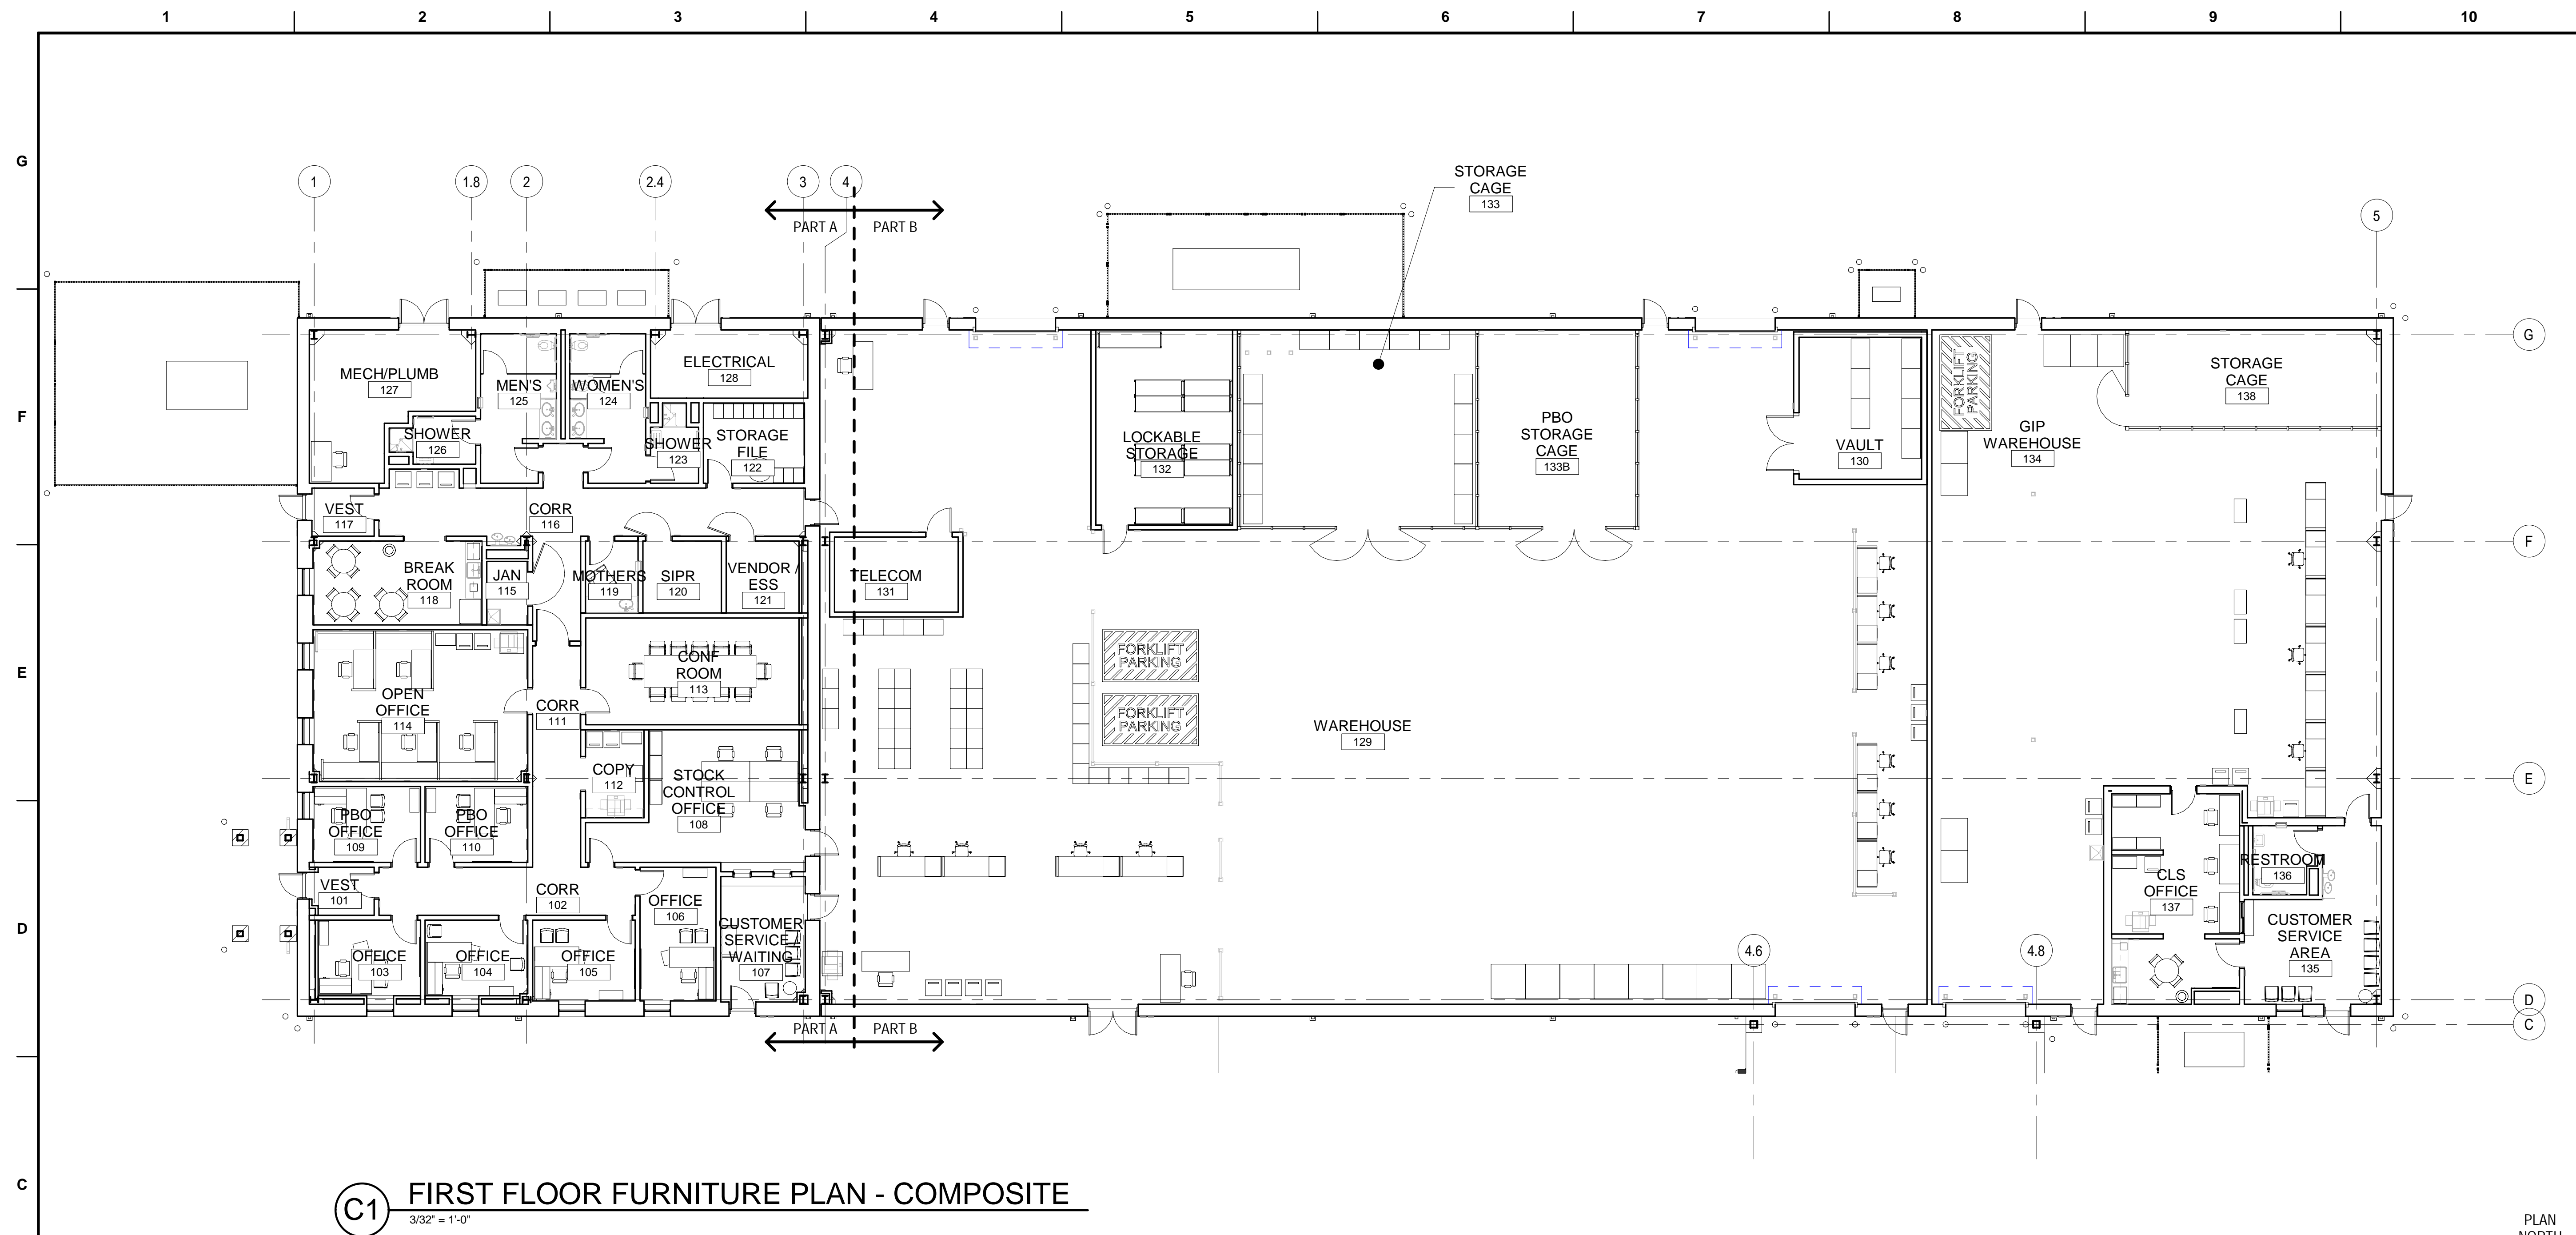 1 2 3 4 5 6 7 8 9 10
G
F
E
D
C
1 1.8 2 2.4 3 4
5
PART A PART B
STORAGE
CAGE
133
G
F
E
D
C
MECH/PLUMB
127
MEN'S
125
WOMEN'S
124
ELECTRICAL
128
SHOWER
126
SHOWER
123
STORAGE
FILE
122
LOCKABLE
STORAGE
132
PBO
STORAGE
CAGE
133B
VAULT
130
FORKLIFT
PARKING
GIP
WAREHOUSE
134
STORAGE
CAGE
138
VEST
117
CORR
116
BREAK
ROOM
118
JAN
115
MOTHERS
119
SIPR
120
VENDOR /
ESS
121
TELECOM
131
OPEN
OFFICE
114
CORR
111
CONF
ROOM
113
FORKLIFT
PARKING
FORKLIFT
PARKING
WAREHOUSE
129
COPY
112
STOCK
CONTROL
OFFICE
108
PBO
OFFICE
109
PBO
OFFICE
110
VEST
101
CORR
102
OFFICE
106
CUSTOMER
SERVICE
WAITING
107
OFFICE
103
OFFICE
104
OFFICE
105
RESTROOM
136
CLS
OFFICE
137
CUSTOMER
SERVICE
AREA
135
4.6
4.8
PART A PART B
C1
FIRST FLOOR FURNITURE PLAN - COMPOSITE
3/32" = 1'-0"
PLAN
NORTH